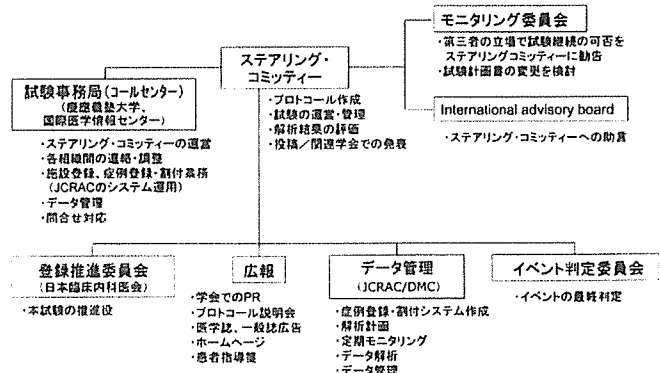 モニタリング委員会
・第三者の立場で試験継続の可否を
ステアリングコミッティーに勧告
・試験計画書の変更を検討
ステアリング・
コミッティー
・プロトコール作成
・試験の運営・管理
・解析結果の評価
・投稿/関連学会での発表
International advisory board
・ステアリング・コミッティーへの助言
試験事務局(コールセンター)
(慶應義塾大学、
国際医学情報センター)
・ステアリング・コミッティーの運営
・各組織間の連絡・調整
・施設登録、症例登録・割付業務
(JCRACのシステム運用)
・データ管理
・問合せ対応
登録推進委員会
(日本臨床内科医会)
・本試験の推進役
広報
・学会でのPR
・プロトコール説明会
・医学誌、一般誌広告
・ホームページ
・患者指導箋
データ管理
(JCRAC/DMC)
・症例登録・割付システム作成
・解析計画
・定期モニタリング
・データ解析
・データ管理
イベント判定委員会
・イベントの最終判定